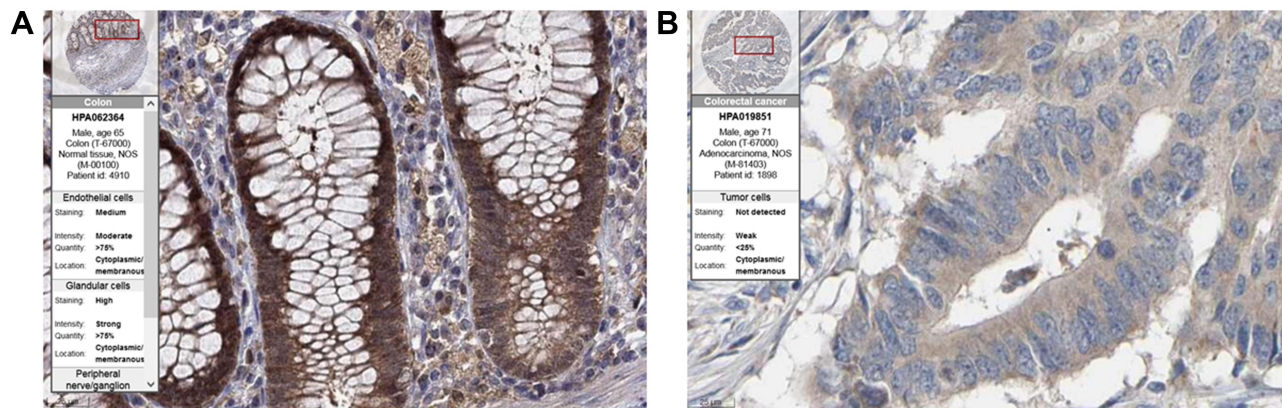 A
Colon
HPA062364
Male, age 65
Colon (T-67000)
Normal tissue, NOS
(M-00100)
Patient id: 4910
Endothelial cells
Staining: Medium
Intensity: Moderate
Quantity: >75%
Location: Cytoplasmic/
membranous
Glandular cells
Staining: High
Intensity: Strong
Quantity: >75%
Location: Cytoplasmic/
membranous
Peripheral
nerve/ganglion
B
Colorectal cancer
HPA019851
Male, age 71
Colon (T-67000)
Adenocarcinoma, NOS
(M-81403)
Patient id: 1898
Tumor cells
Staining: Not detected
Intensity: Weak
Quantity: <25%
Location: Cytoplasmic/
membranous
25 μm